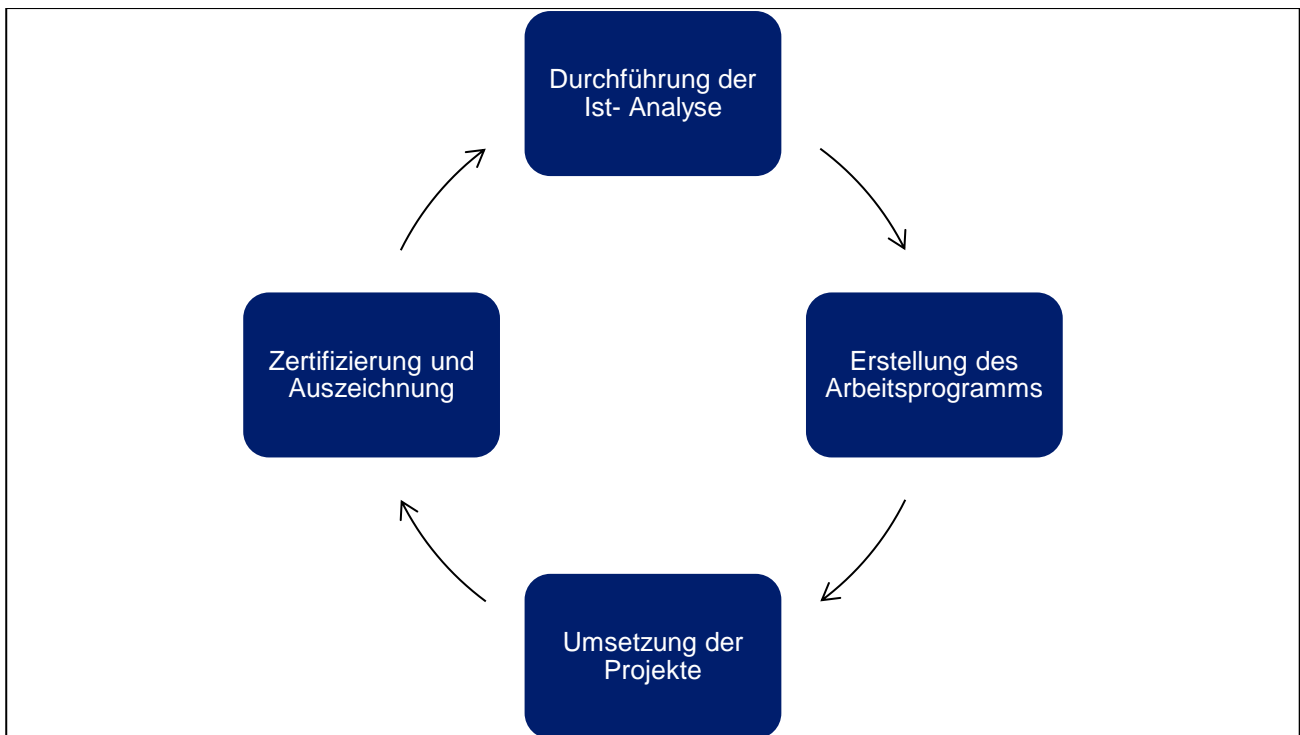 Durchführung der
Ist- Analyse
Erstellung des
Arbeitsprogramms
Umsetzung der
Projekte
Zertifizierung und
Auszeichnung